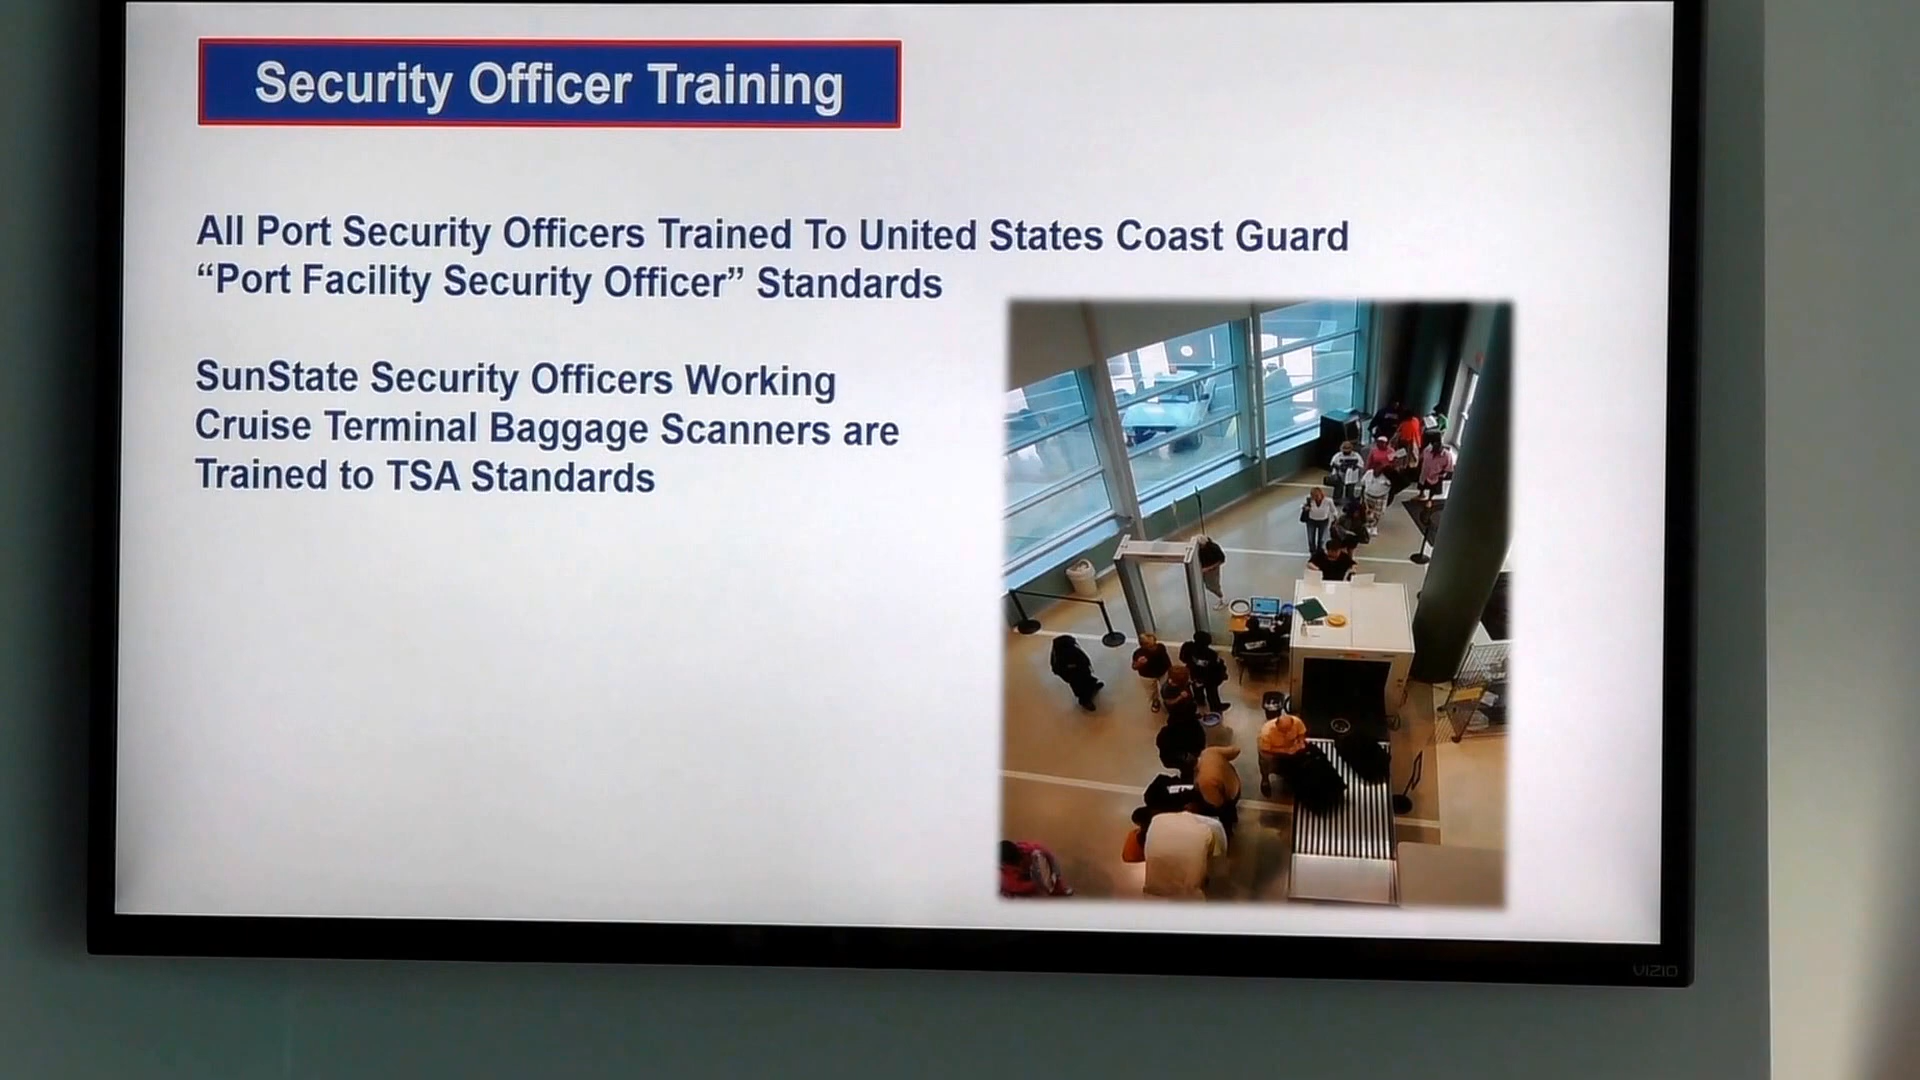 Security Officer Training
All Port Security Officers Trained To United States Coast Guard
“Port Facility Security Officer” Standards
SunState Security Officers Working
Cruise Terminal Baggage Scanners are
Trained to TSA Standards
VIZIO